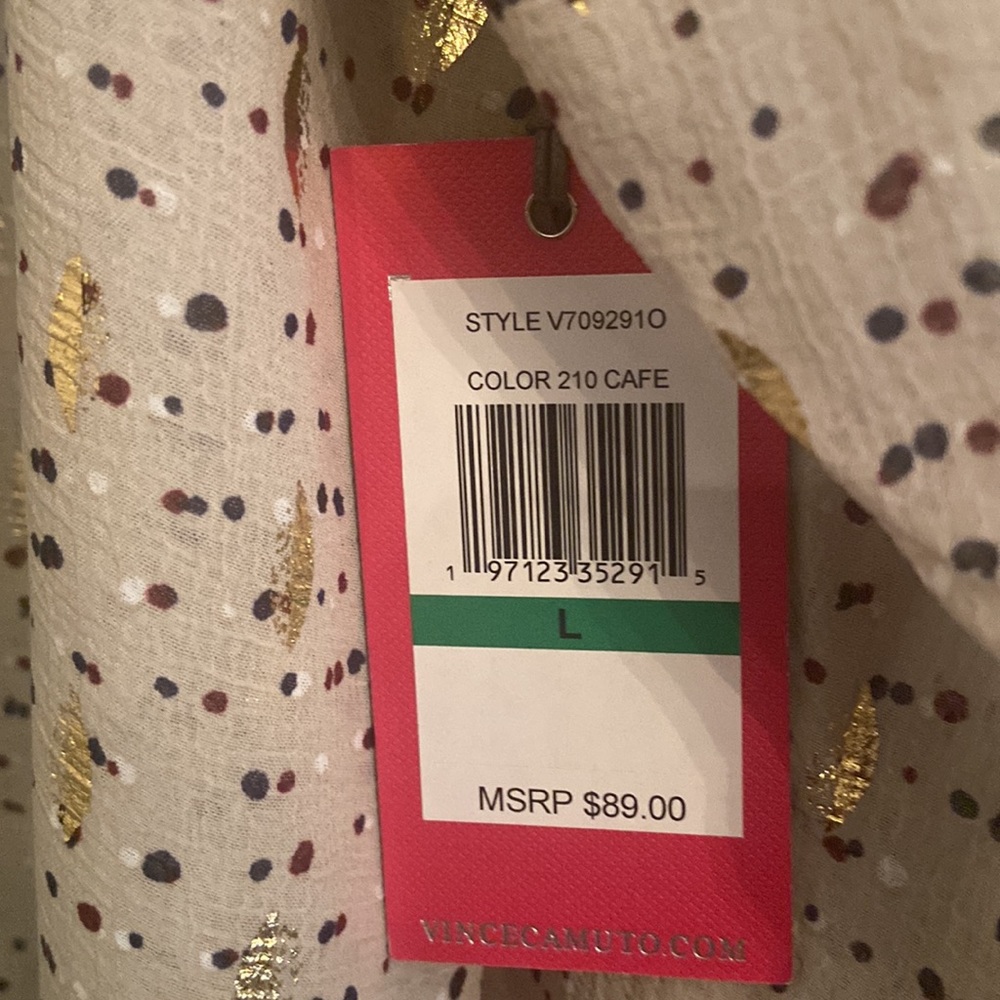 STYLE V709291O
COLOR 210 CAFE
1 97123 35291 5
L
MSRP $89.00
VINCECAMUTO.COM